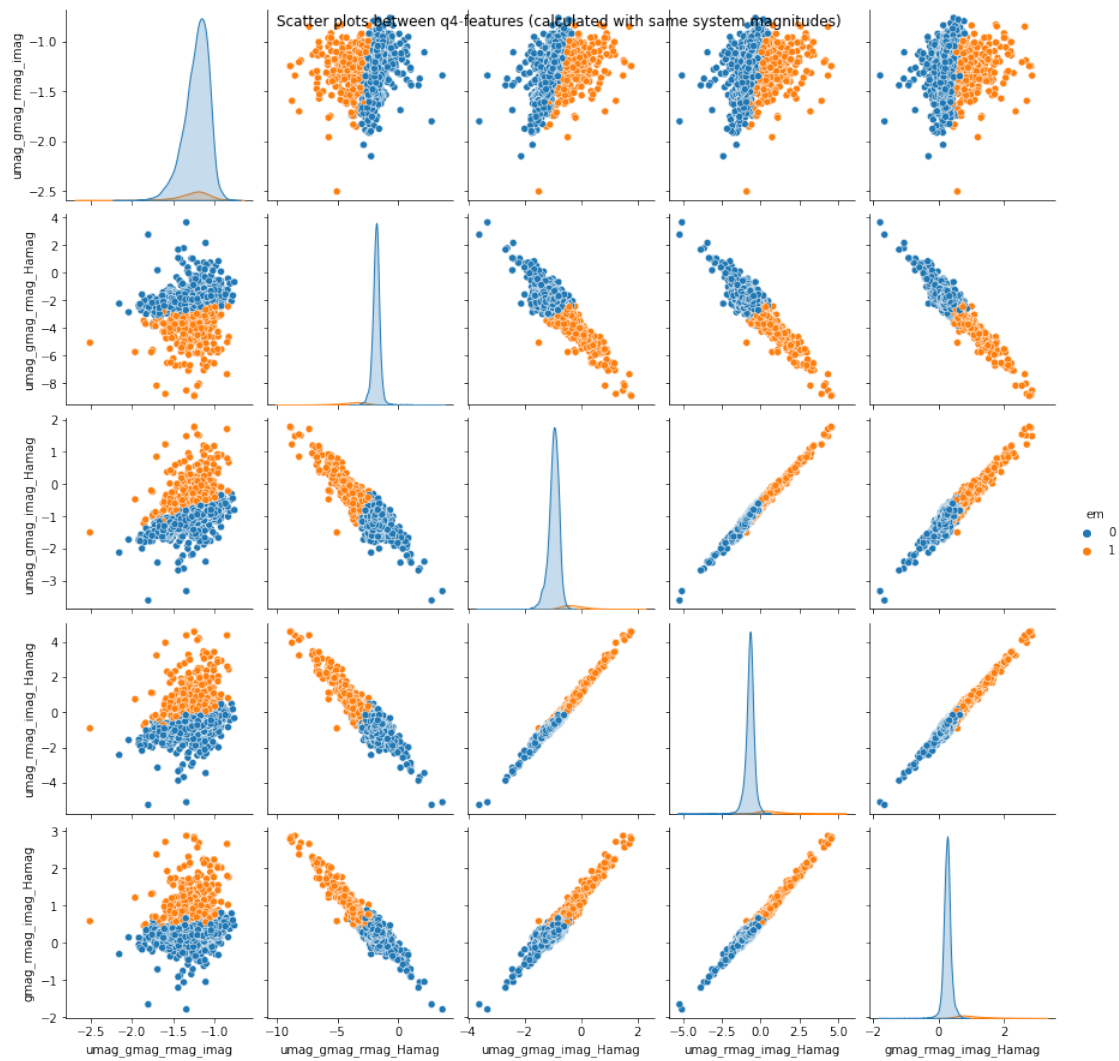 Scatter plots between q4-features (calculated with same system magnitudes)
−1.0
−1.5
−2.0
−2.5
umag_gmag_rmag_imag
4
2
0
−2
−4
−6
−8
umag_gmag_rmag_Hamag
2
1
0
−1
−2
−3
umag_gmag_imag_Hamag
em
0
1
4
2
0
−2
−4
umag_rmag_imag_Hamag
3
2
1
0
−1
−2
gmag_rmag_imag_Hamag
−2.5 −2.0 −1.5 −1.0
umag_gmag_rmag_imag
−10 −5 0
umag_gmag_rmag_Hamag
−4 −2 0 2
umag_gmag_imag_Hamag
−5.0 −2.5 0.0 2.5 5.0
umag_rmag_imag_Hamag
−2 0 2
gmag_rmag_imag_Hamag